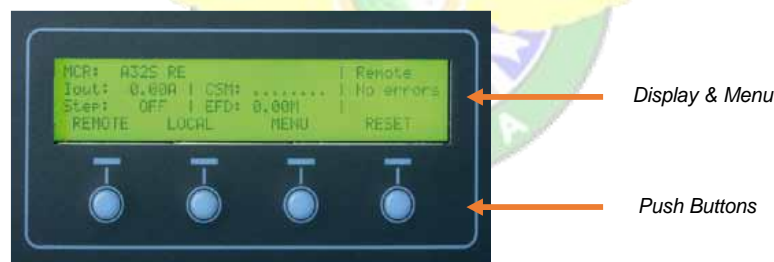 MCR: A32S RE | Remote
Iout: 0.00A | CSM: ........ | No errors
Step: OFF | EFD: 0.00M |
REMOTE LOCAL MENU RESET
Display & Menu
Push Buttons
A